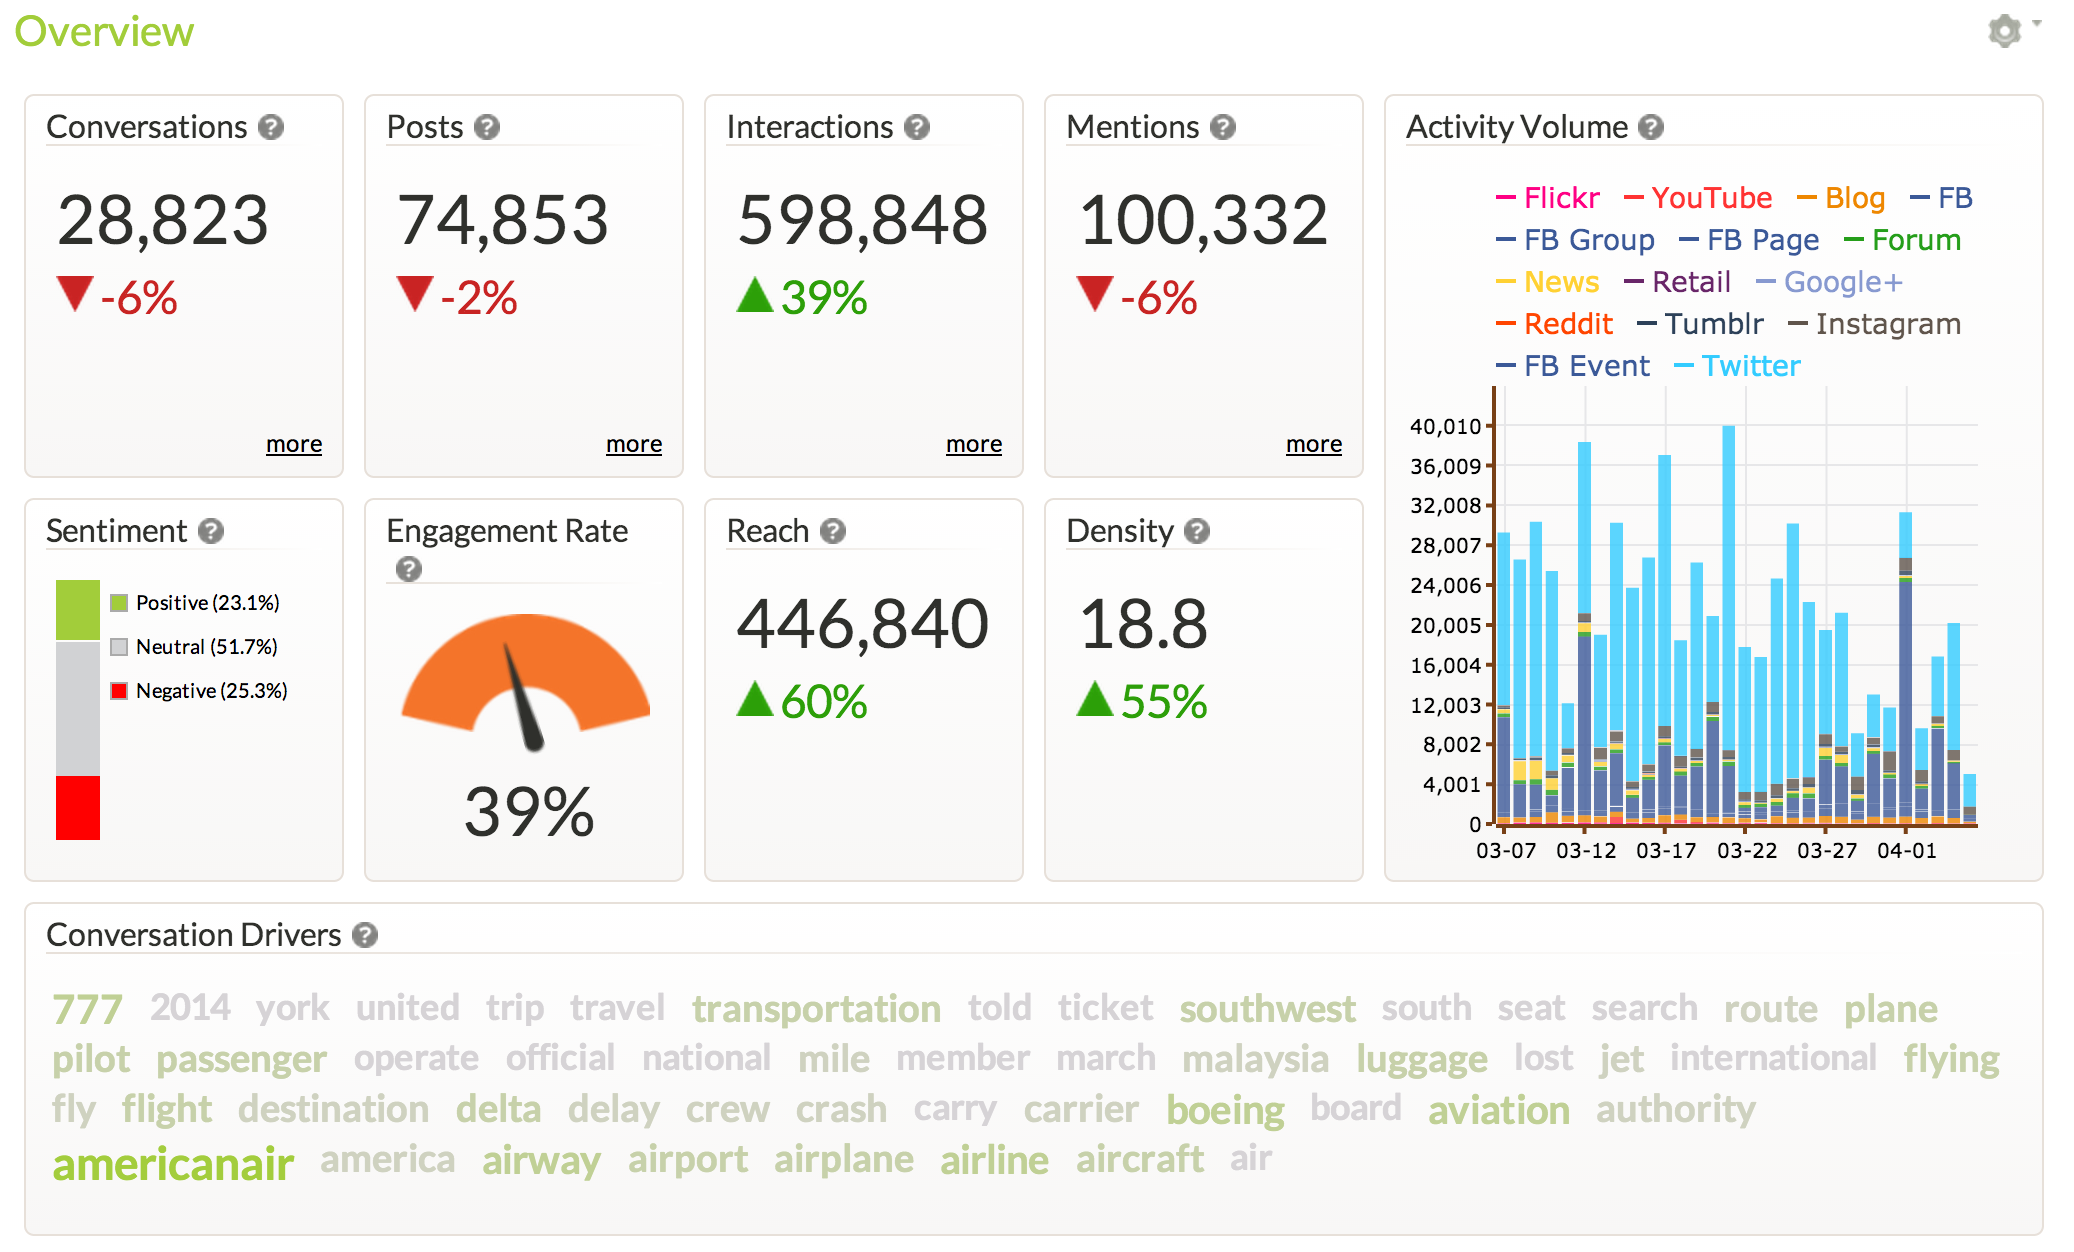 Overview
Conversations ?
28,823
-6%
more
Posts ?
74,853
-2%
more
Interactions ?
598,848
39%
more
Mentions ?
100,332
-6%
more
Sentiment ?
Positive (23.1%)
Neutral (51.7%)
Negative (25.3%)
Engagement Rate
?
39%
Reach ?
446,840
60%
Density ?
18.8
55%
Activity Volume ?
Flickr YouTube Blog FB
FB Group FB Page Forum
News Retail Google+
Reddit Tumblr Instagram
FB Event Twitter
40,010
36,009
32,008
28,007
24,006
20,005
16,004
12,003
8,002
4,001
0
03-07 03-12 03-17 03-22 03-27 04-01
Conversation Drivers ?
777 2014 york united trip travel transportation told ticket southwest south seat search route plane
pilot passenger operate official national mile member march malaysia luggage lost jet international flying
fly flight destination delta delay crew crash carry carrier boeing board aviation authority
americanair america airway airport airplane airline aircraft air